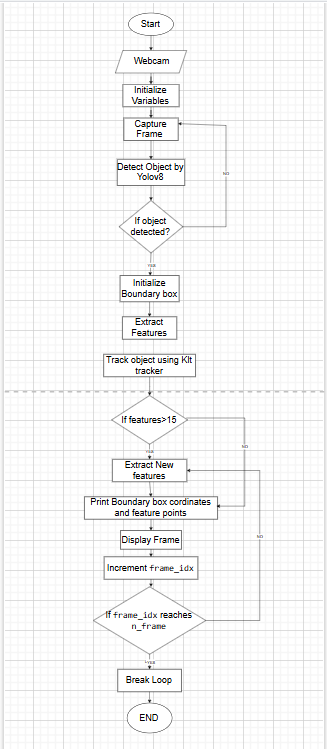 Start
Webcam
Initialize
Variables
Capture
Frame
Detect Object by
Yolov8
NO
If object
detected?
YES
Initialize
Boundary box
Extract
Features
Track object using Klt
tracker
If features>15
NO
YES
Extract New
features
Print Boundary box cordinates
and feature points
NO
Display Frame
Increment frame_idx
If frame_idx reaches
n_frame
YES
Break Loop
END